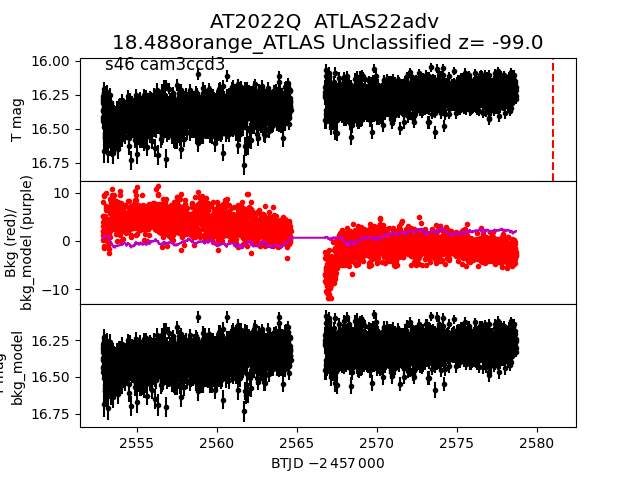 AT2022Q  ATLAS22adv
18.488orange_ATLAS Unclassified z= -99.0
s46 cam3ccd3
16.00
16.25
16.50
16.75
T mag
10
0
−10
Bkg (red)/
bkg_model (purple)
16.25
16.50
16.75
bkg_model
2555
2560
2565
2570
2575
2580
BTJD −2 457 000